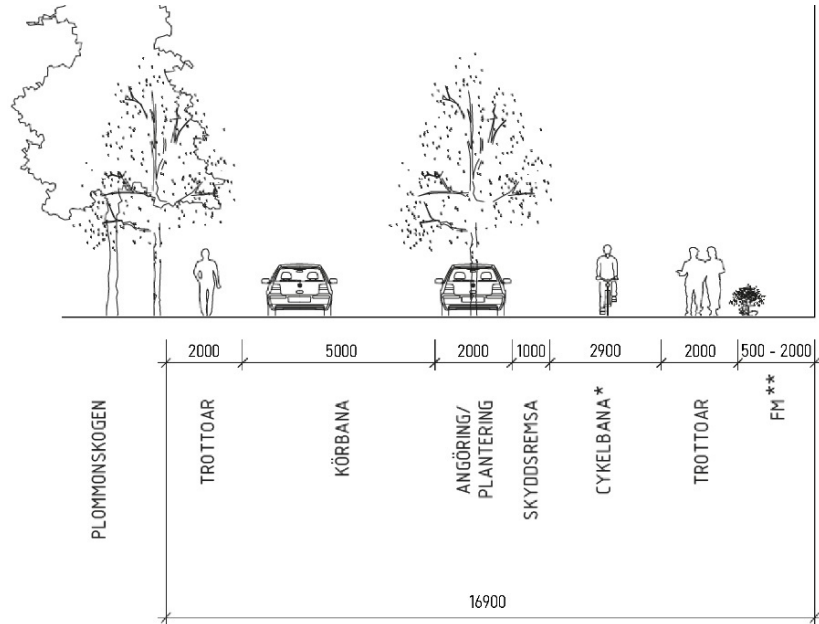 2000
5000
2000
1000
2900
2000
500 - 2000
PLOMMONSKOGEN
TROTTOAR
KÖRBANA
ANGÖRING/
PLANTERING
SKYDDSREMSA
CYKELBANA*
TROTTOAR
FM**
16900